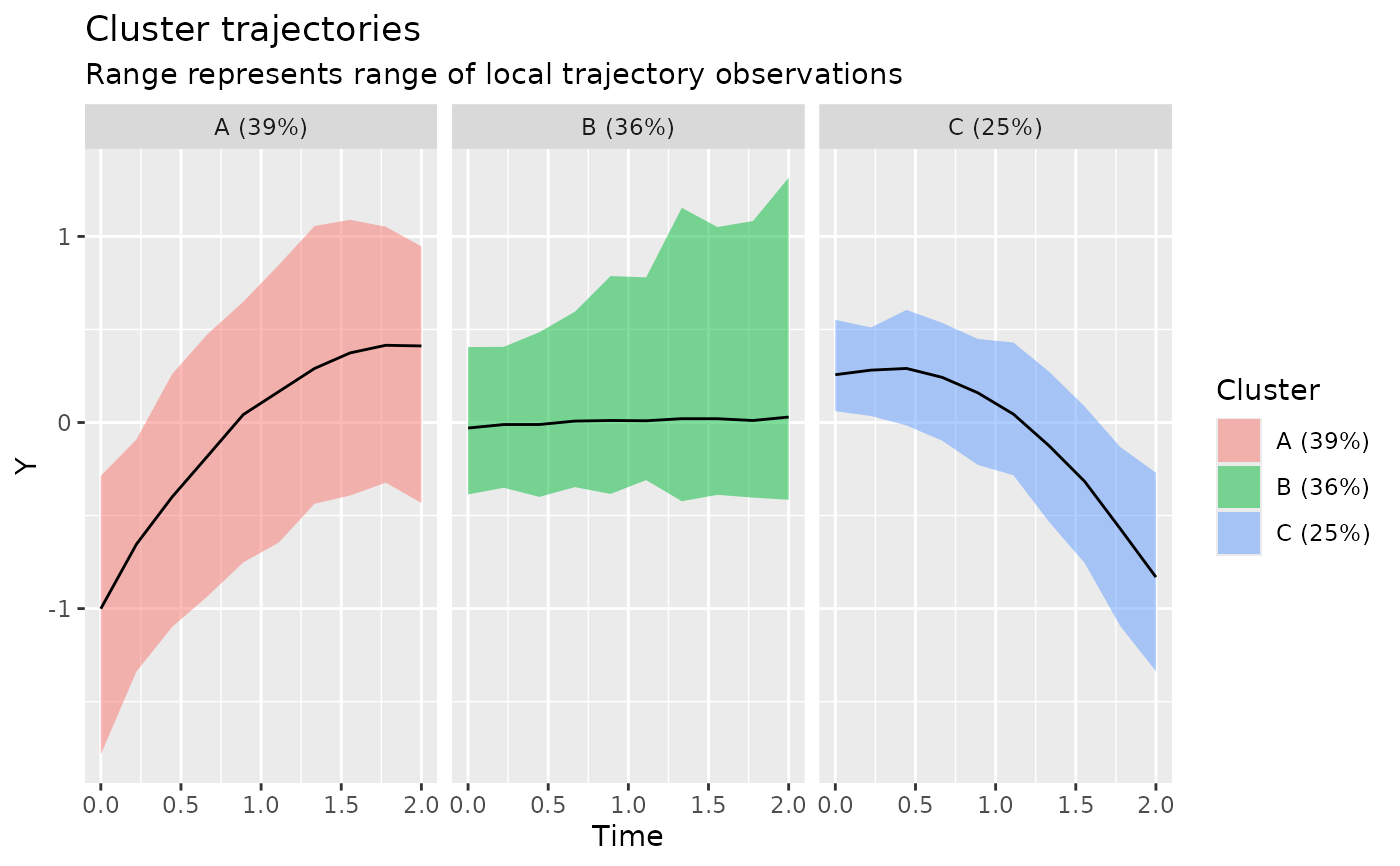 Cluster trajectories
Range represents range of local trajectory observations
A (39%) B (36%) C (25%)
1
0
-1
Y
0.0 0.5 1.0 1.5 2.0 0.0 0.5 1.0 1.5 2.0 0.0 0.5 1.0 1.5 2.0
Time
Cluster
A (39%)
B (36%)
C (25%)